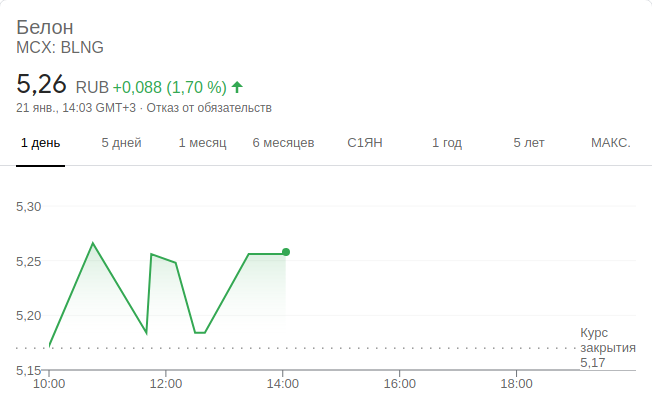 Белон
MCX: BLNG
5,26 RUB +0,088 (1,70 %)
21 янв., 14:03 GMT+3 · Отказ от обязательств
1 день 5 дней 1 месяц 6 месяцев С1ЯН 1 год 5 лет МАКС.
5,30
5,25
5,20
Курс
закрытия
5,17
5,15
10:00 12:00 14:00 16:00 18:00